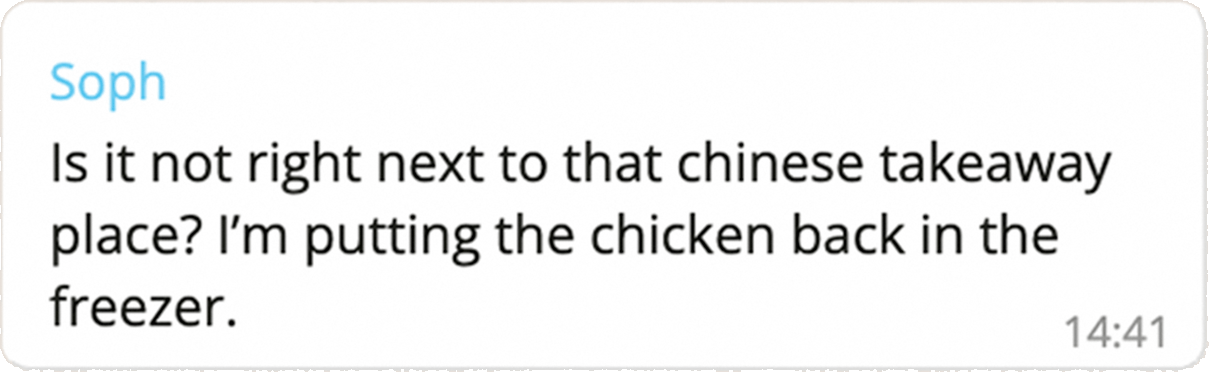 Soph
Is it not right next to that chinese takeaway
place? I’m putting the chicken back in the
freezer.
14:41